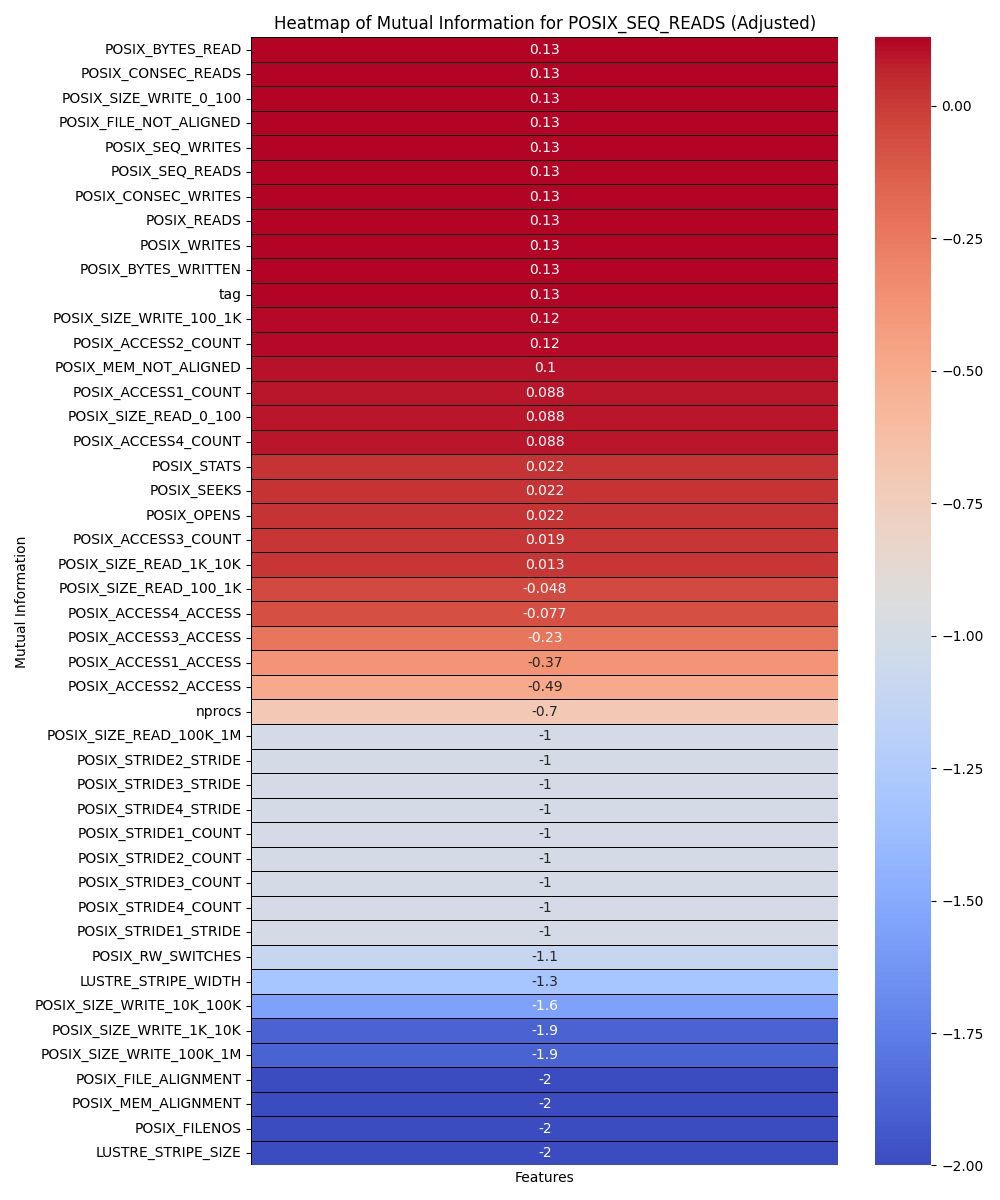 Heatmap of Mutual Information for POSIX_SEQ_READS (Adjusted)
POSIX_BYTES_READ 0.13
POSIX_CONSEC_READS 0.13
POSIX_SIZE_WRITE_0_100 0.13
POSIX_FILE_NOT_ALIGNED 0.13
POSIX_SEQ_WRITES 0.13
POSIX_SEQ_READS 0.13
POSIX_CONSEC_WRITES 0.13
POSIX_READS 0.13
POSIX_WRITES 0.13
POSIX_BYTES_WRITTEN 0.13
tag 0.13
POSIX_SIZE_WRITE_100_1K 0.12
POSIX_ACCESS2_COUNT 0.12
POSIX_MEM_NOT_ALIGNED 0.1
POSIX_ACCESS1_COUNT 0.088
POSIX_SIZE_READ_0_100 0.088
POSIX_ACCESS4_COUNT 0.088
POSIX_STATS 0.022
POSIX_SEEKS 0.022
POSIX_OPENS 0.022
POSIX_ACCESS3_COUNT 0.019
POSIX_SIZE_READ_1K_10K 0.013
POSIX_SIZE_READ_100_1K -0.048
POSIX_ACCESS4_ACCESS -0.077
POSIX_ACCESS3_ACCESS -0.23
POSIX_ACCESS1_ACCESS -0.37
POSIX_ACCESS2_ACCESS -0.49
nprocs -0.7
POSIX_SIZE_READ_100K_1M -1
POSIX_STRIDE2_STRIDE -1
POSIX_STRIDE3_STRIDE -1
POSIX_STRIDE4_STRIDE -1
POSIX_STRIDE1_COUNT -1
POSIX_STRIDE2_COUNT -1
POSIX_STRIDE3_COUNT -1
POSIX_STRIDE4_COUNT -1
POSIX_STRIDE1_STRIDE -1
POSIX_RW_SWITCHES -1.1
LUSTRE_STRIPE_WIDTH -1.3
POSIX_SIZE_WRITE_10K_100K -1.6
POSIX_SIZE_WRITE_1K_10K -1.9
POSIX_SIZE_WRITE_100K_1M -1.9
POSIX_FILE_ALIGNMENT -2
POSIX_MEM_ALIGNMENT -2
POSIX_FILENOS -2
LUSTRE_STRIPE_SIZE -2
Mutual Information
Features
0.00
−0.25
−0.50
−0.75
−1.00
−1.25
−1.50
−1.75
−2.00